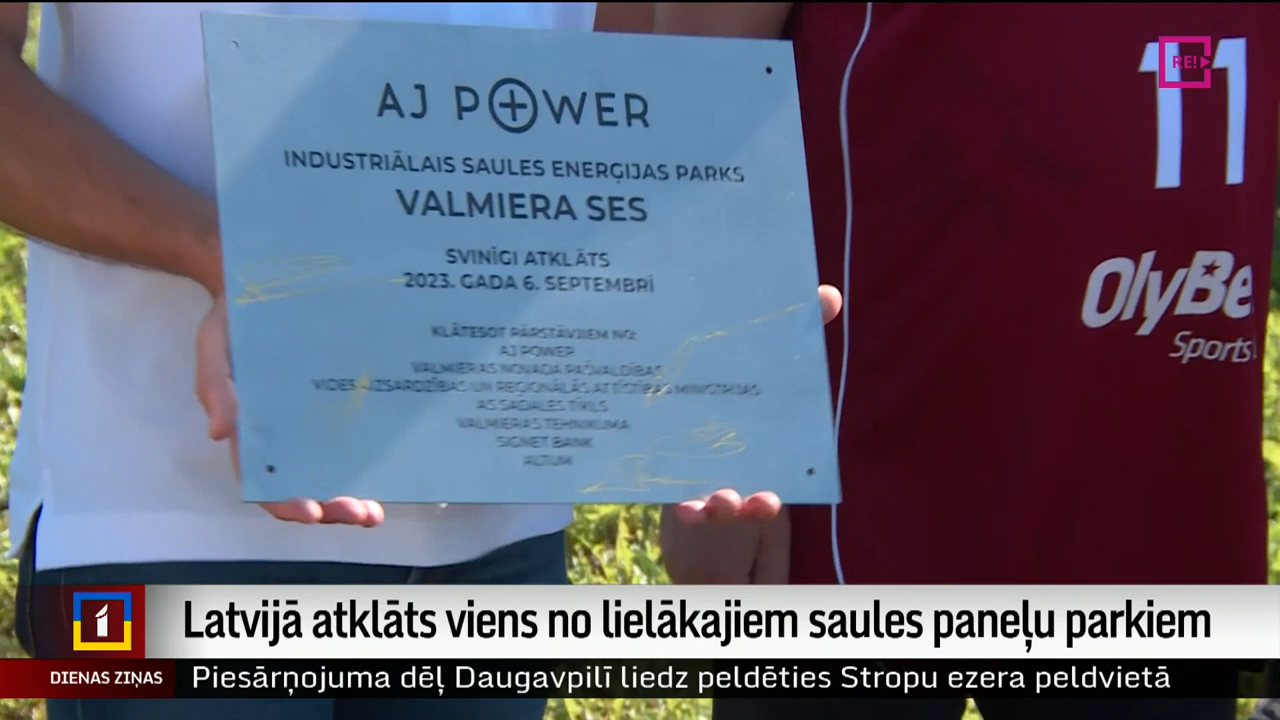 RE!
11
AJ POWER
INDUSTRIĀLAIS SAULES ENERĢIJAS PARKS
VALMIERA SES
SVINĪGI ATKLĀTS
2023. GADA 6. SEPTEMBRĪ
KLĀTESOT PĀRSTĀVJIEM NO:
AJ POWER
VALMIERAS NOVADA PAŠVALDĪBAS
VIDES AIZSARDZĪBAS UN REĢIONĀLĀS ATTĪSTĪBAS MINISTRIJAS
AS SADALES TĪKLS
VALMIERAS TEHNIKUMA
SIGNET BANK
ALTUM
OlyBe
Sports
1
Latvijā atklāts viens no lielākajiem saules paneļu parkiem
DIENAS ZIŅAS
Piesārņojuma dēļ Daugavpilī liedz peldēties Stropu ezera peldvietā